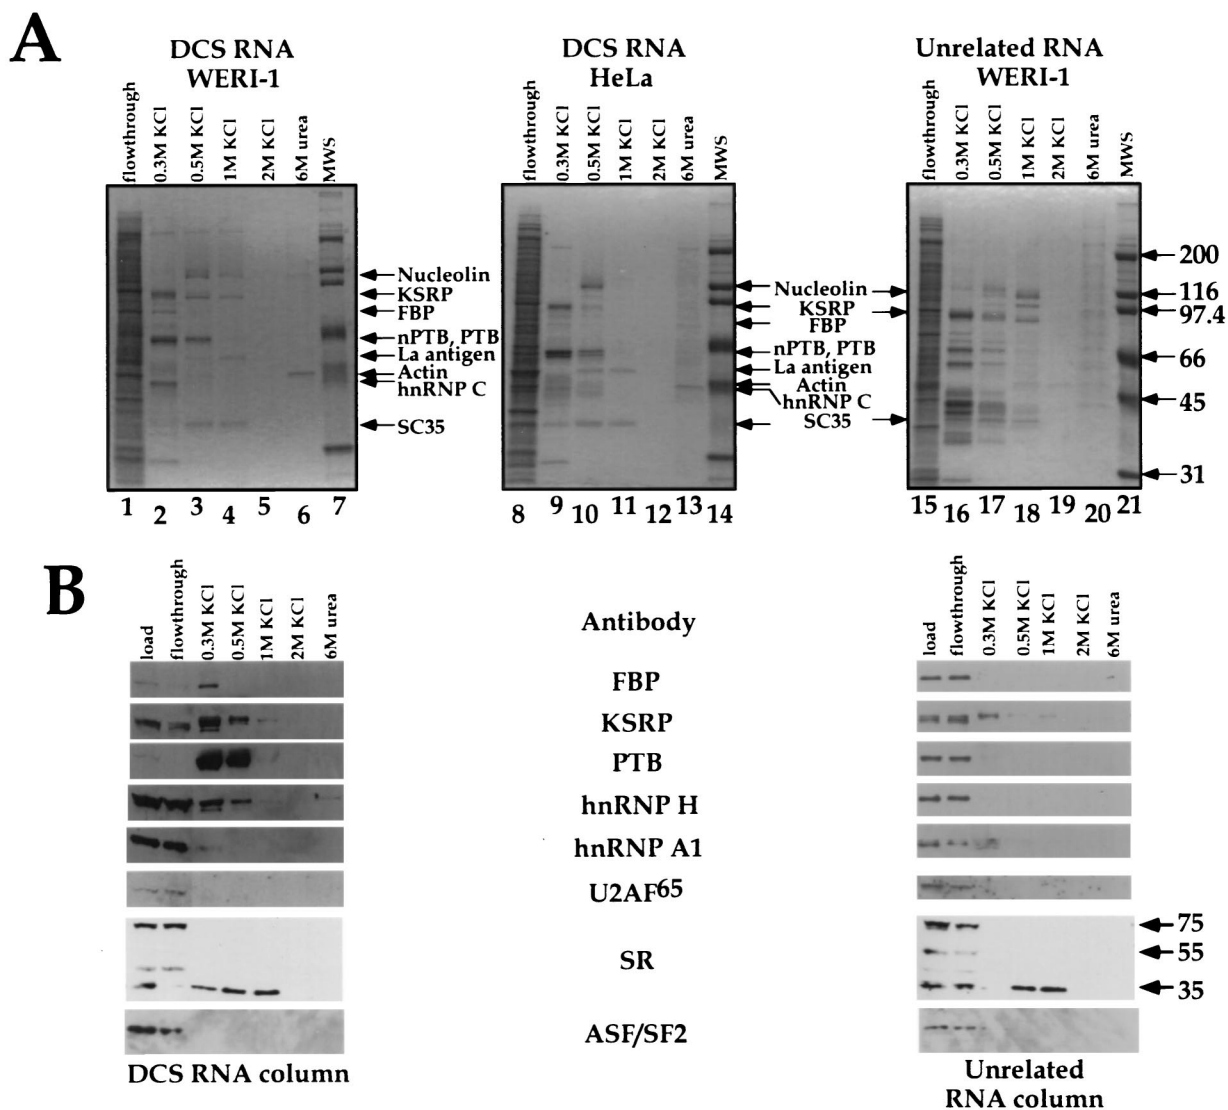 A
DCS RNA
WERI-1
flowthrough
0.3M KCl
0.5M KCl
1M KCl
2M KCl
6M urea
MWS
Nucleolin
KSRP
FBP
nPTB, PTB
La antigen
Actin
hnRNP C
SC35
1 2 3 4 5 6 7
DCS RNA
HeLa
flowthrough
0.3M KCl
0.5M KCl
1M KCl
2M KCl
6M urea
MWS
Nucleolin
KSRP
FBP
nPTB, PTB
La antigen
Actin
hnRNP C
SC35
8 9 10 11 12 13 14
Unrelated RNA
WERI-1
flowthrough
0.3M KCl
0.5M KCl
1M KCl
2M KCl
6M urea
MWS
200
116
97.4
66
45
31
15 16 17 18 19 20 21
B
load
flowthrough
0.3M KCl
0.5M KCl
1M KCl
2M KCl
6M urea
DCS RNA column
Antibody
FBP
KSRP
PTB
hnRNP H
hnRNP A1
U2AF65
SR
ASF/SF2
load
flowthrough
0.3M KCl
0.5M KCl
1M KCl
2M KCl
6M urea
75
55
35
Unrelated
RNA column